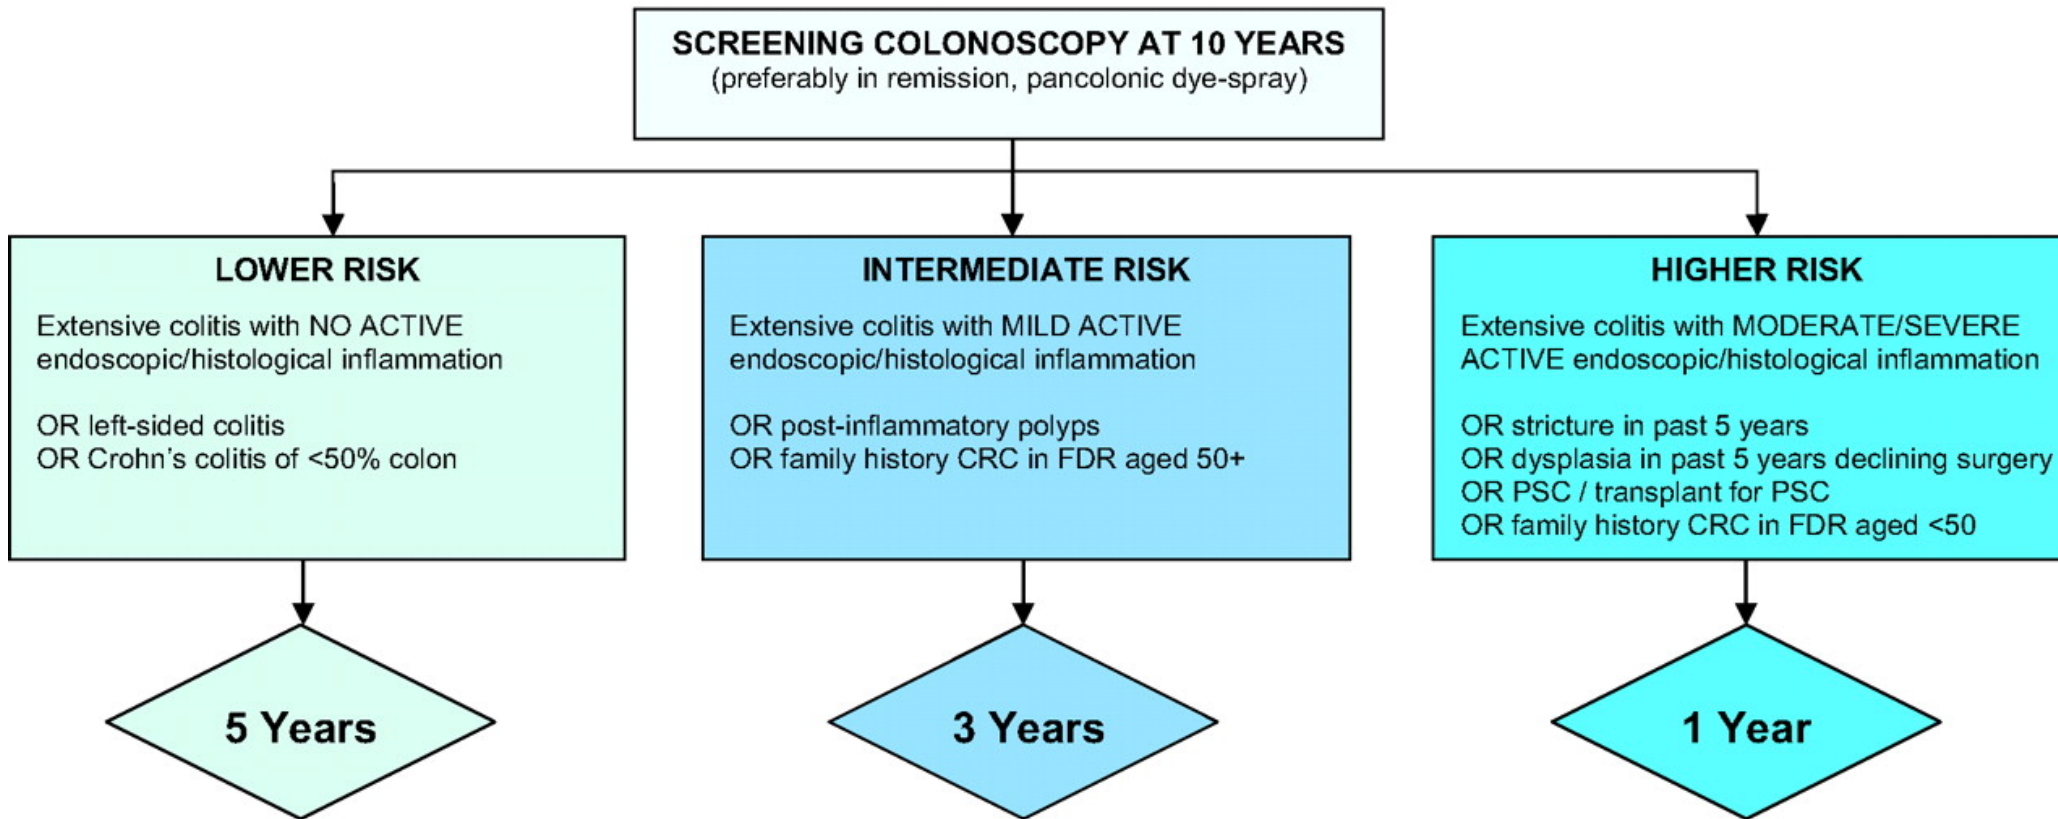 SCREENING COLONOSCOPY AT 10 YEARS
(preferably in remission, pancolonic dye-spray)
LOWER RISK
Extensive colitis with NO ACTIVE
endoscopic/histological inflammation
OR left-sided colitis
OR Crohn's colitis of <50% colon
5 Years
INTERMEDIATE RISK
Extensive colitis with MILD ACTIVE
endoscopic/histological inflammation
OR post-inflammatory polyps
OR family history CRC in FDR aged 50+
3 Years
HIGHER RISK
Extensive colitis with MODERATE/SEVERE
ACTIVE endoscopic/histological inflammation
OR stricture in past 5 years
OR dysplasia in past 5 years declining surgery
OR PSC / transplant for PSC
OR family history CRC in FDR aged <50
1 Year